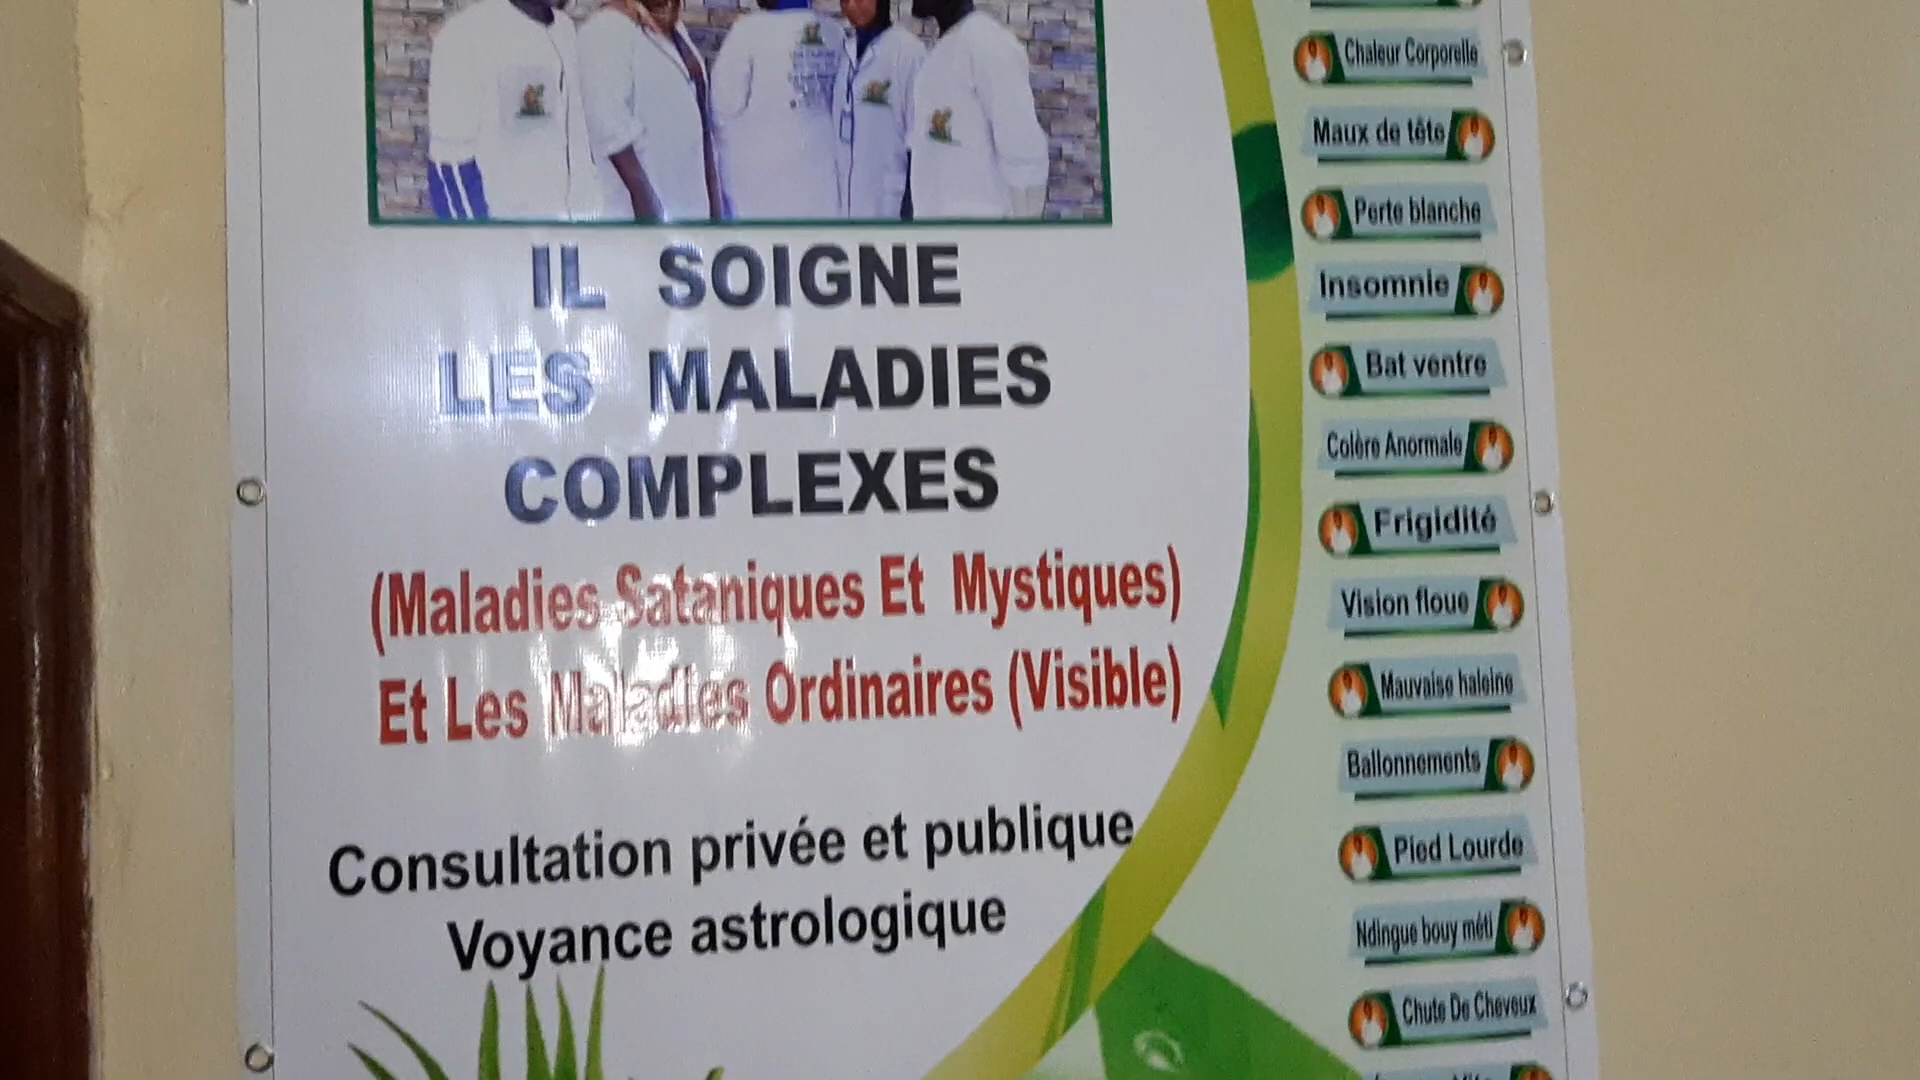 IL SOIGNE
LES MALADIES
COMPLEXES
(Maladies Sataniques Et Mystiques)
Et Les Maladies Ordinaires (Visible)
Consultation privée et publique
Voyance astrologique
Chaleur Corporelle
Maux de tête
Perte blanche
Insomnie
Bat ventre
Colère Anormale
Frigidité
Vision floue
Mauvaise haleine
Ballonnements
Pied Lourde
Ndingue bouy méti
Chute De Cheveux